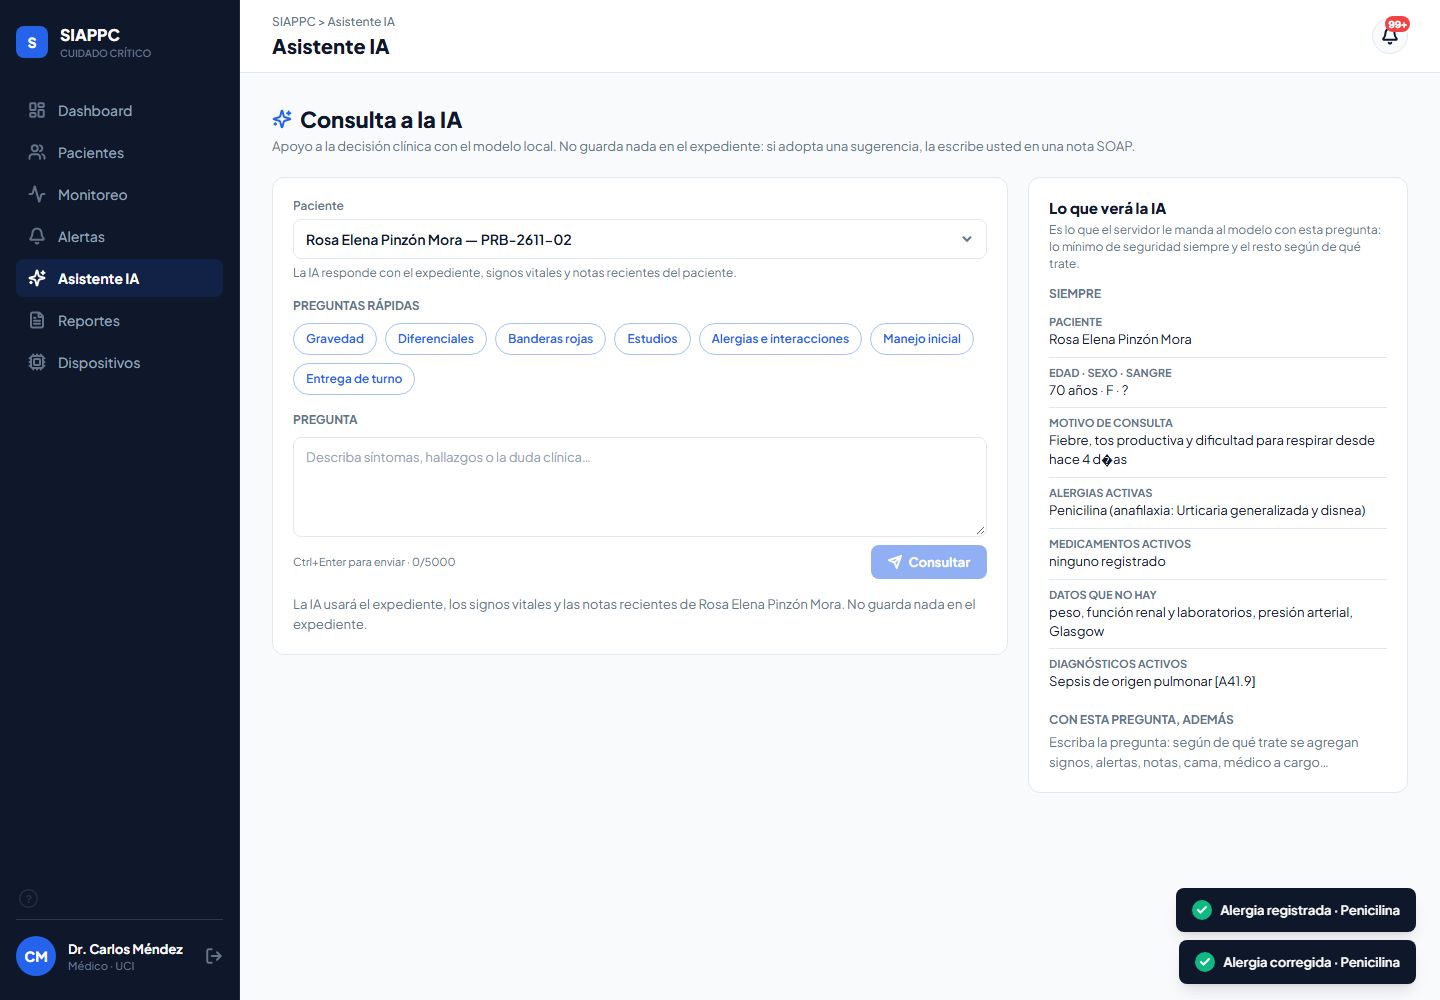 S
SIAPPC
CUIDADO CRÍTICO
Dashboard
Pacientes
Monitoreo
Alertas
Asistente IA
Reportes
Dispositivos
?
CM
Dr. Carlos Méndez
Médico · UCI
SIAPPC > Asistente IA
Asistente IA
99+
Consulta a la IA
Apoyo a la decisión clínica con el modelo local. No guarda nada en el expediente: si adopta una sugerencia, la escribe usted en una nota SOAP.
Paciente
Rosa Elena Pinzón Mora — PRB-2611-02
La IA responde con el expediente, signos vitales y notas recientes del paciente.
PREGUNTAS RÁPIDAS
Gravedad
Diferenciales
Banderas rojas
Estudios
Alergias e interacciones
Manejo inicial
Entrega de turno
PREGUNTA
Describa síntomas, hallazgos o la duda clínica…
Ctrl+Enter para enviar · 0/5000
Consultar
La IA usará el expediente, los signos vitales y las notas recientes de Rosa Elena Pinzón Mora. No guarda nada en el
expediente.
Lo que verá la IA
Es lo que el servidor le manda al modelo con esta pregunta:
lo mínimo de seguridad siempre y el resto según de qué
trate.
SIEMPRE
PACIENTE
Rosa Elena Pinzón Mora
EDAD · SEXO · SANGRE
70 años · F · ?
MOTIVO DE CONSULTA
Fiebre, tos productiva y dificultad para respirar desde
hace 4 d�as
ALERGIAS ACTIVAS
Penicilina (anafilaxia: Urticaria generalizada y disnea)
MEDICAMENTOS ACTIVOS
ninguno registrado
DATOS QUE NO HAY
peso, función renal y laboratorios, presión arterial,
Glasgow
DIAGNÓSTICOS ACTIVOS
Sepsis de origen pulmonar [A41.9]
CON ESTA PREGUNTA, ADEMÁS
Escriba la pregunta: según de qué trate se agregan
signos, alertas, notas, cama, médico a cargo…
Alergia registrada · Penicilina
Alergia corregida · Penicilina